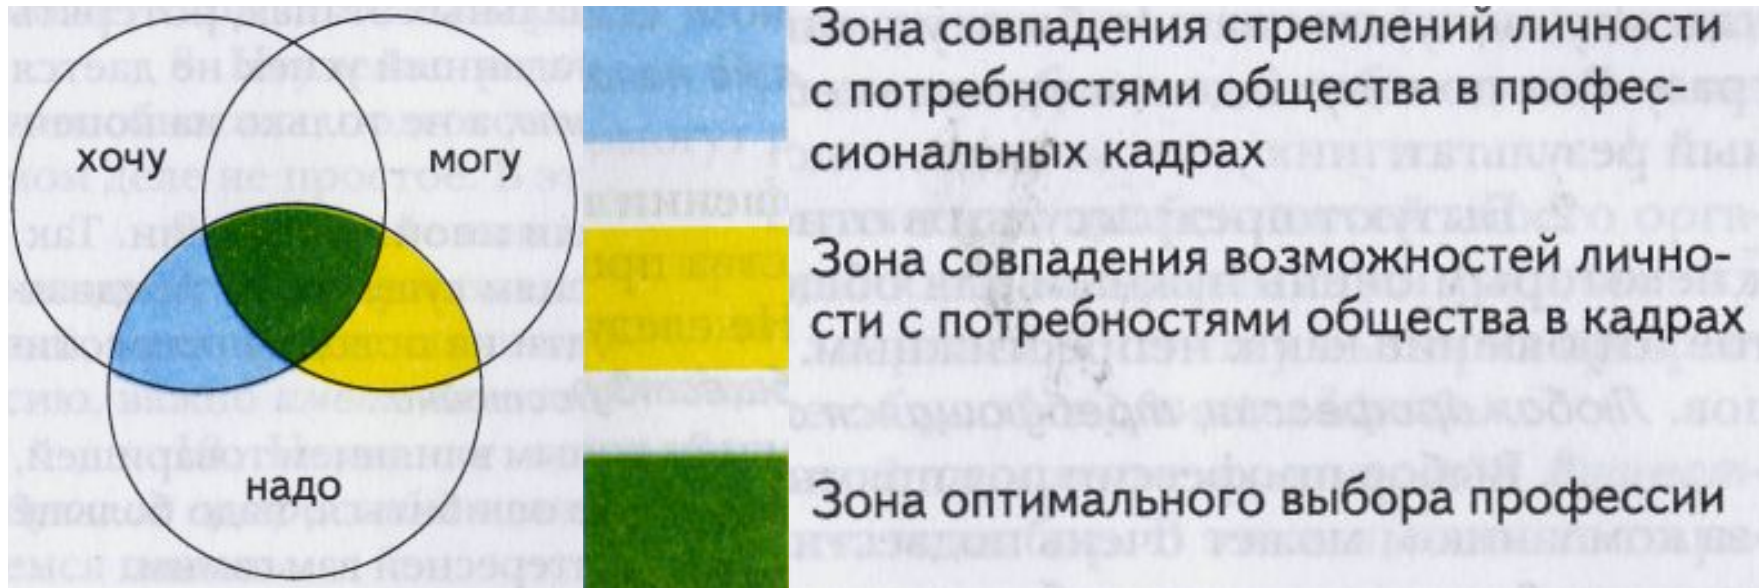 хочу
могу
надо
Зона совпадения стремлений личности
с потребностями общества в профес-
сиональных кадрах
Зона совпадения возможностей лично-
сти с потребностями общества в кадрах
Зона оптимального выбора профессии